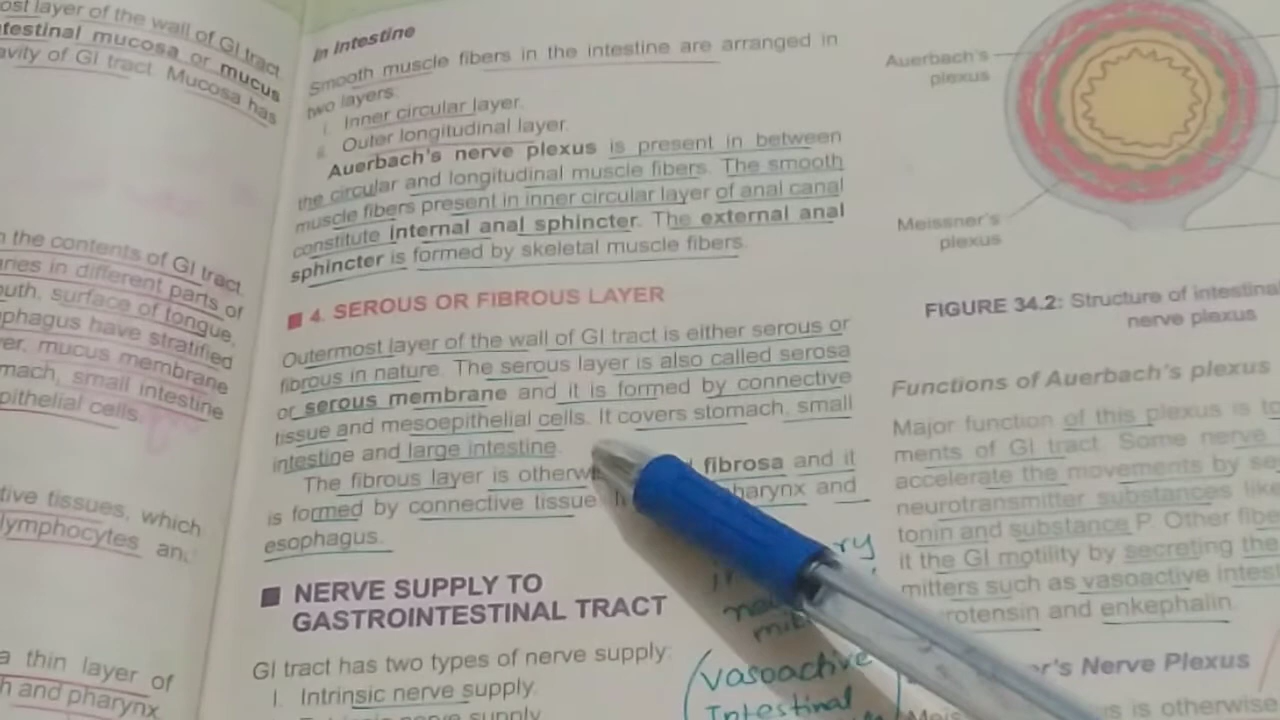 ost layer of the wall of GI tract.
testinal mucosa or mucus
avity of GI tract. Mucosa has
n the contents of GI tract.
aries in different parts of
outh, surface of tongue,
phagus have stratified
er, mucus membrane
mach, small intestine
pithelial cells.
tive tissues, which
lymphocytes and
a thin layer of
h and pharynx
In Intestine
Smooth muscle fibers in the intestine are arranged in
two layers:
i. Inner circular layer.
ii. Outer longitudinal layer.
Auerbach's nerve plexus is present in between
the circular and longitudinal muscle fibers. The smooth
muscle fibers present in inner circular layer of anal canal
constitute internal anal sphincter. The external anal
sphincter is formed by skeletal muscle fibers.
■ 4. SEROUS OR FIBROUS LAYER
Outermost layer of the wall of GI tract is either serous or
fibrous in nature. The serous layer is also called serosa
or serous membrane and it is formed by connective
tissue and mesoepithelial cells. It covers stomach, small
intestine and large intestine.
The fibrous layer is otherwi fibrosa and it
is formed by connective tissue. pharynx and
esophagus.
■ NERVE SUPPLY TO
GASTROINTESTINAL TRACT
GI tract has two types of nerve supply:
I. Intrinsic nerve supply.
nerve supply
ry
(vasoactive
Intestinal
Auerbach's
plexus
Meissner's
plexus
FIGURE 34.2: Structure of intestinal
nerve plexus
Functions of Auerbach's plexus
Major function of this plexus is to
ments of GI tract. Some nerve
accelerate the movements by se
neurotransmitter substances like
tonin and substance P. Other fibe
it the GI motility by secreting the
mitters such as vasoactive intest
rotensin and enkephalin.
r's Nerve Plexus
Meis us is otherwise